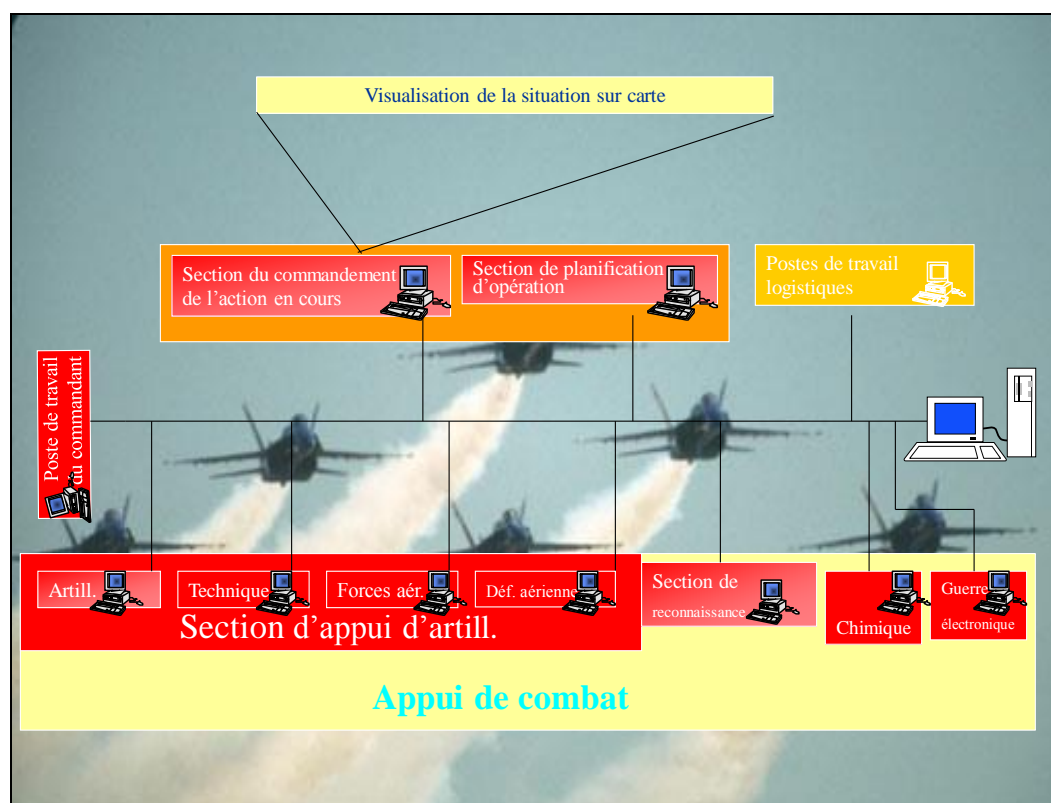 Visualisation de la situation sur carte
Section du commandement
de l’action en cours
Section de planification
d’opération
Postes de travail
logistiques
Poste de travail
du commandant
Artill.
Technique
Forces aér.
Déf. aérienne
Section d’appui d’artill.
Section de
reconnaissance
Chimique
Guerre
électronique
Appui de combat